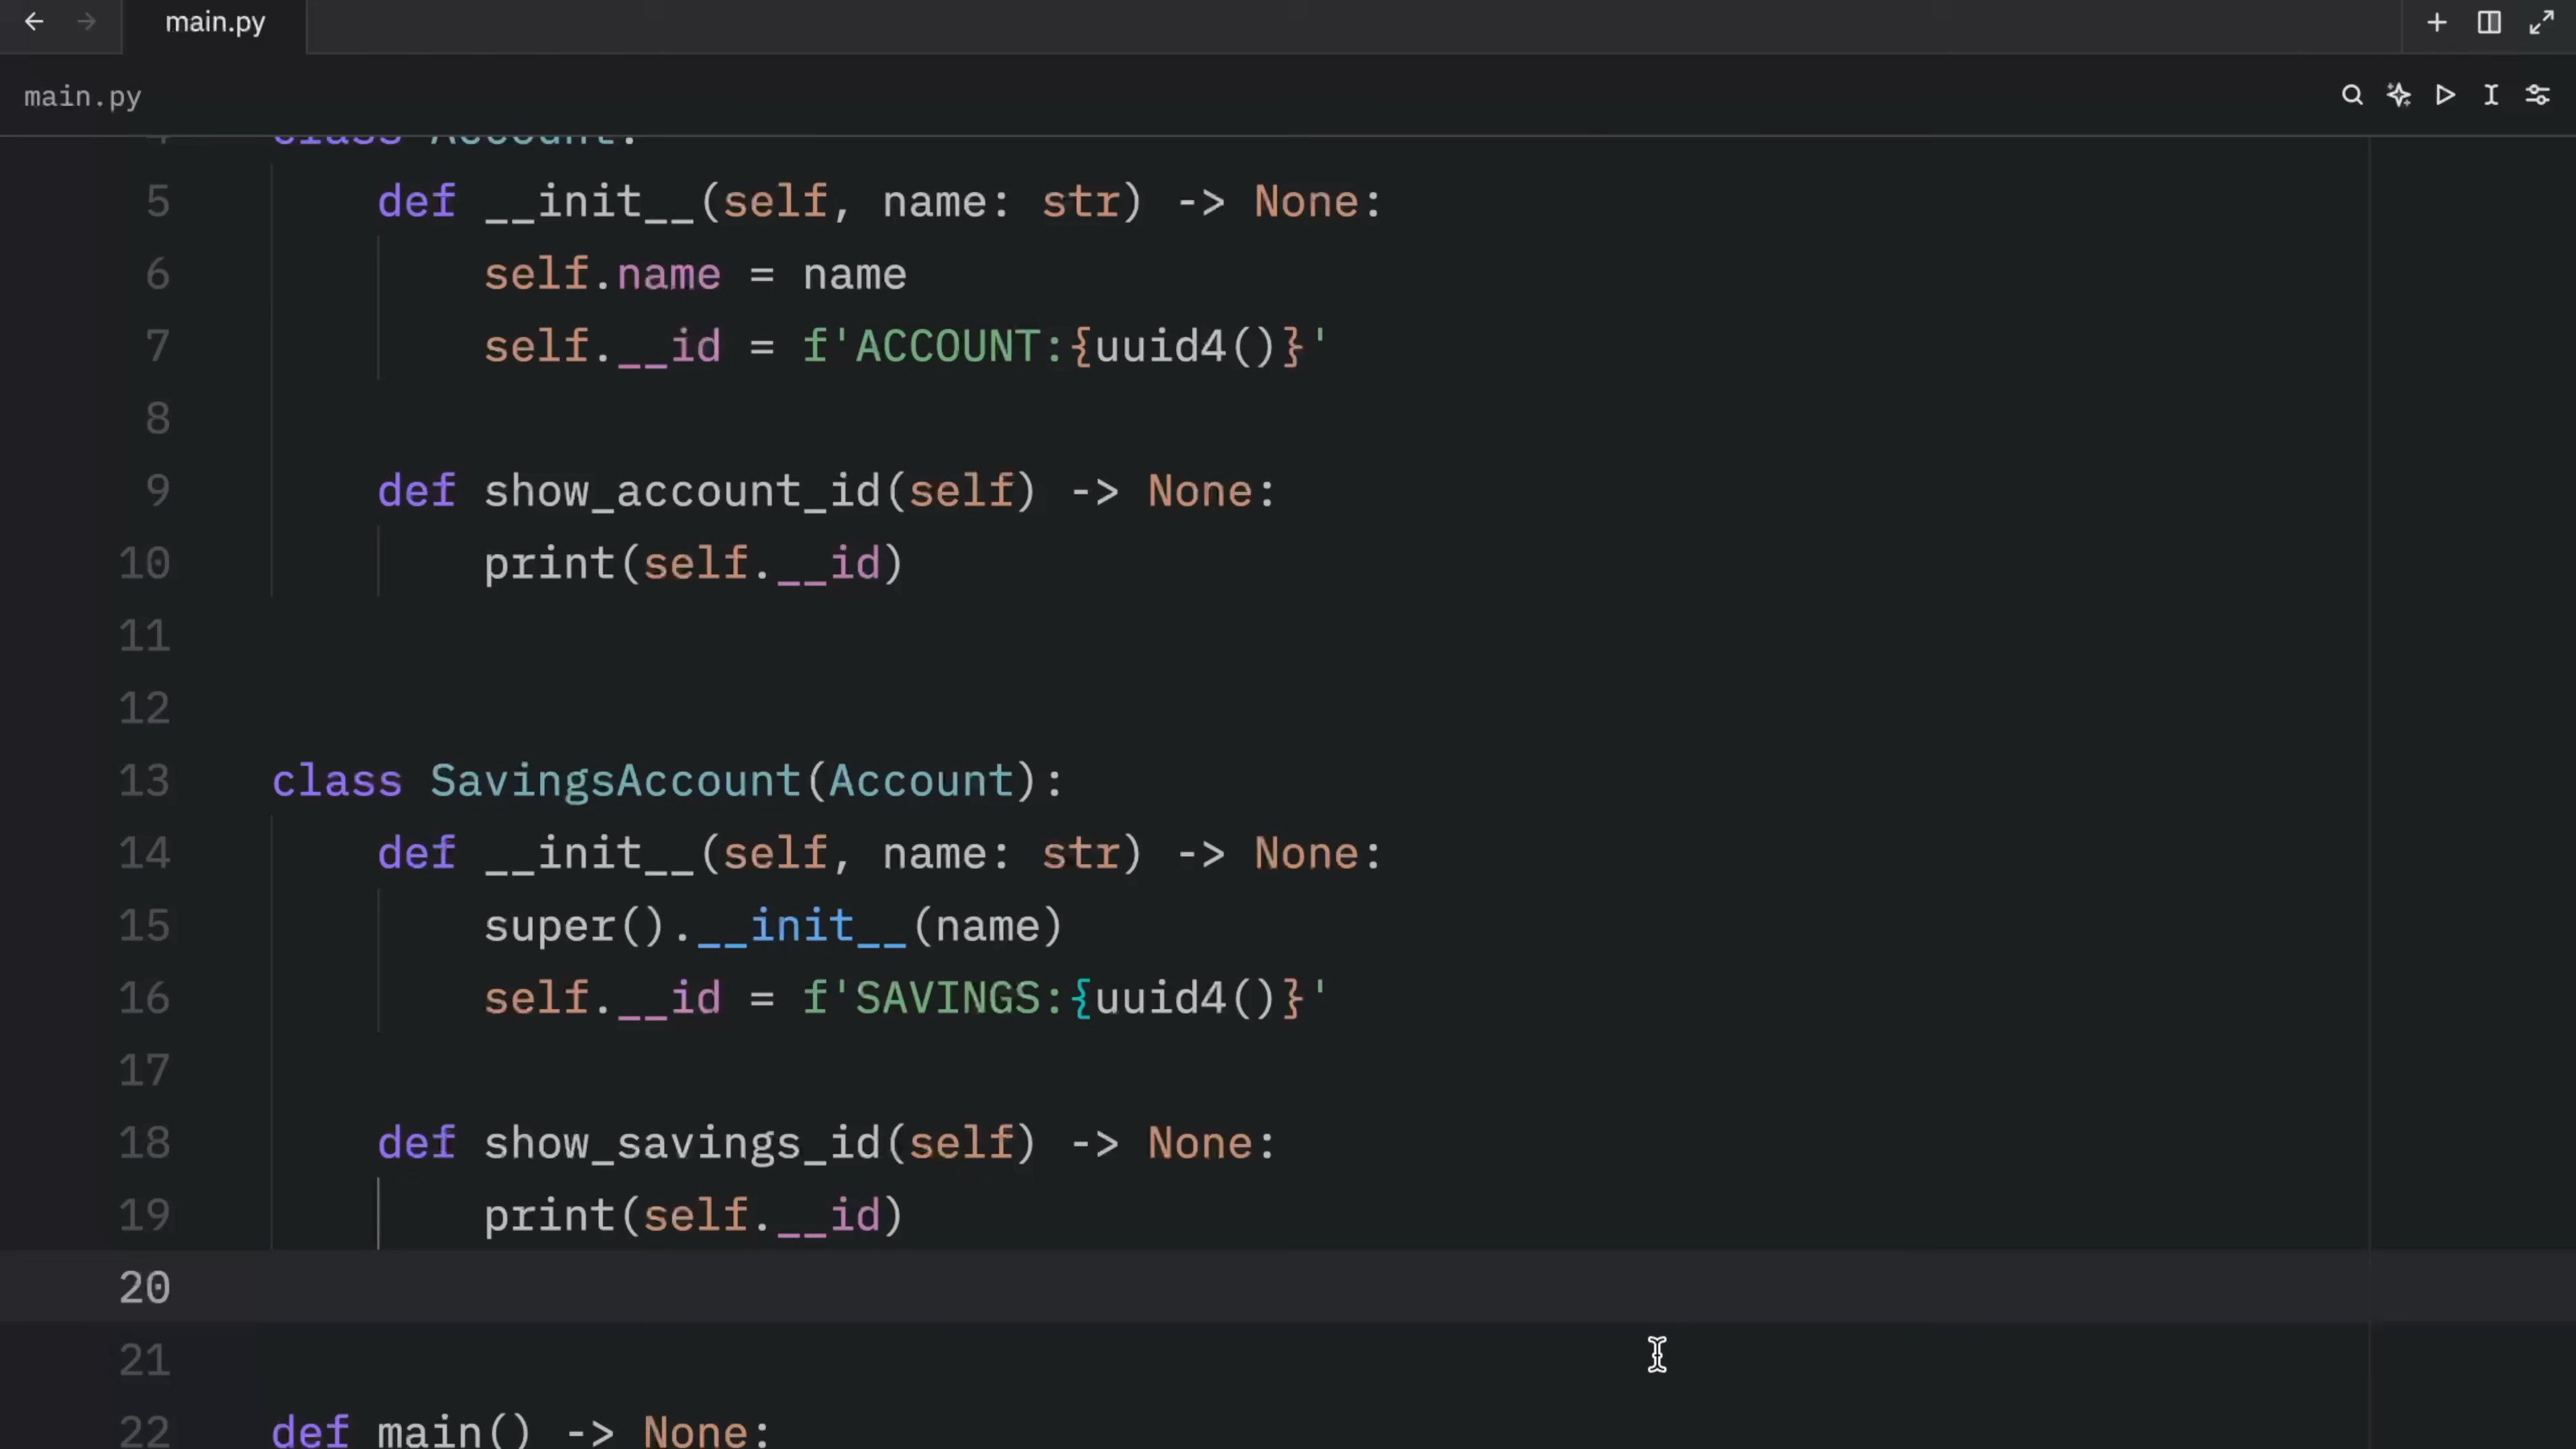 main.py
main.py
4 class Account:
5 def __init__(self, name: str) -> None:
6 self.name = name
7 self.__id = f'ACCOUNT:{uuid4()}'
8
9 def show_account_id(self) -> None:
10 print(self.__id)
11
12
13 class SavingsAccount(Account):
14 def __init__(self, name: str) -> None:
15 super().__init__(name)
16 self.__id = f'SAVINGS:{uuid4()}'
17
18 def show_savings_id(self) -> None:
19 print(self.__id)
20
21
22 def main() -> None: